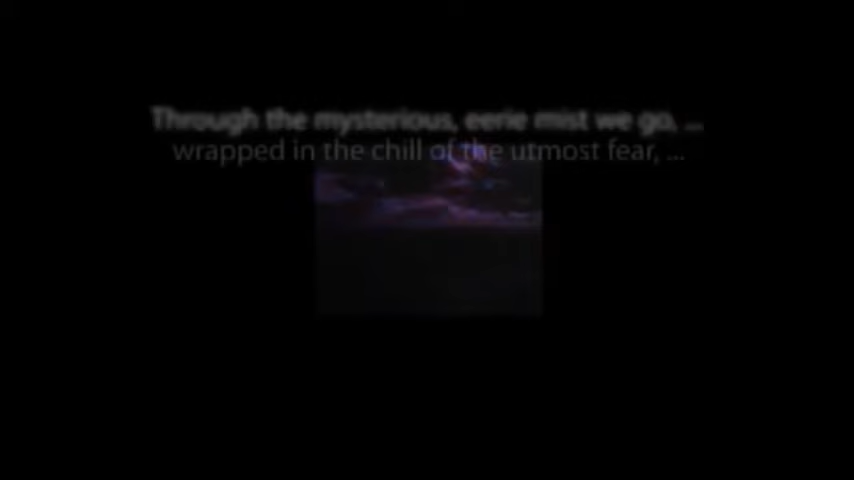 Through the mysterious, eerie mist we go, ...
wrapped in the chill of the utmost fear, ...